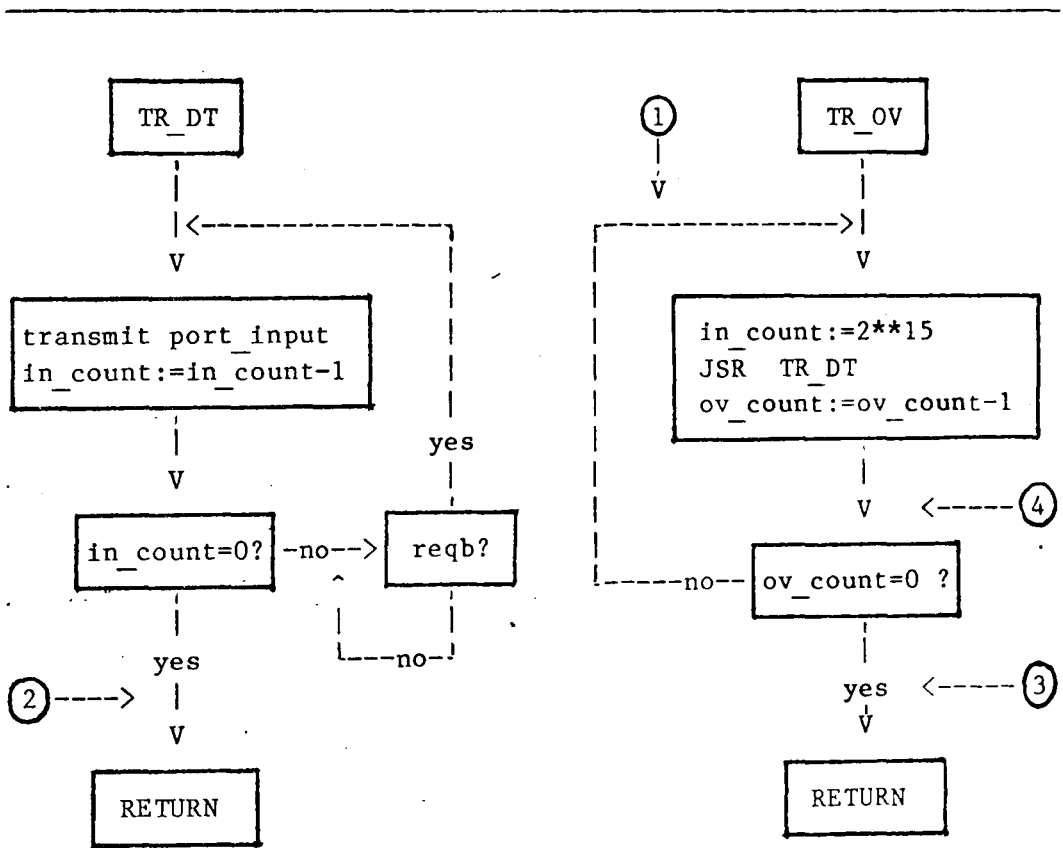 TR_DT
transmit port_input
in_count:=in_count-1
in_count=0?
no
reqb?
yes
no
yes
2
RETURN
1
TR_OV
in_count:=2**15
JSR TR_DT
ov_count:=ov_count-1
4
ov_count=0 ?
no
yes
3
RETURN